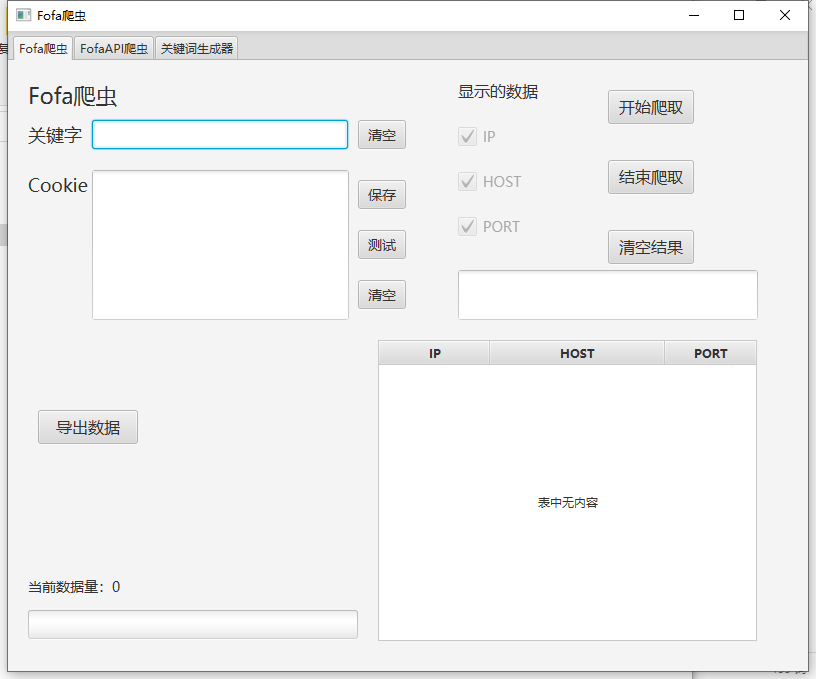 Fofa爬虫
Fofa爬虫 FofaAPI爬虫 关键词生成器
Fofa爬虫
关键字
清空
Cookie
保存
测试
清空
显示的数据
IP
HOST
PORT
开始爬取
结束爬取
清空结果
IP HOST PORT
表中无内容
导出数据
当前数据量：0